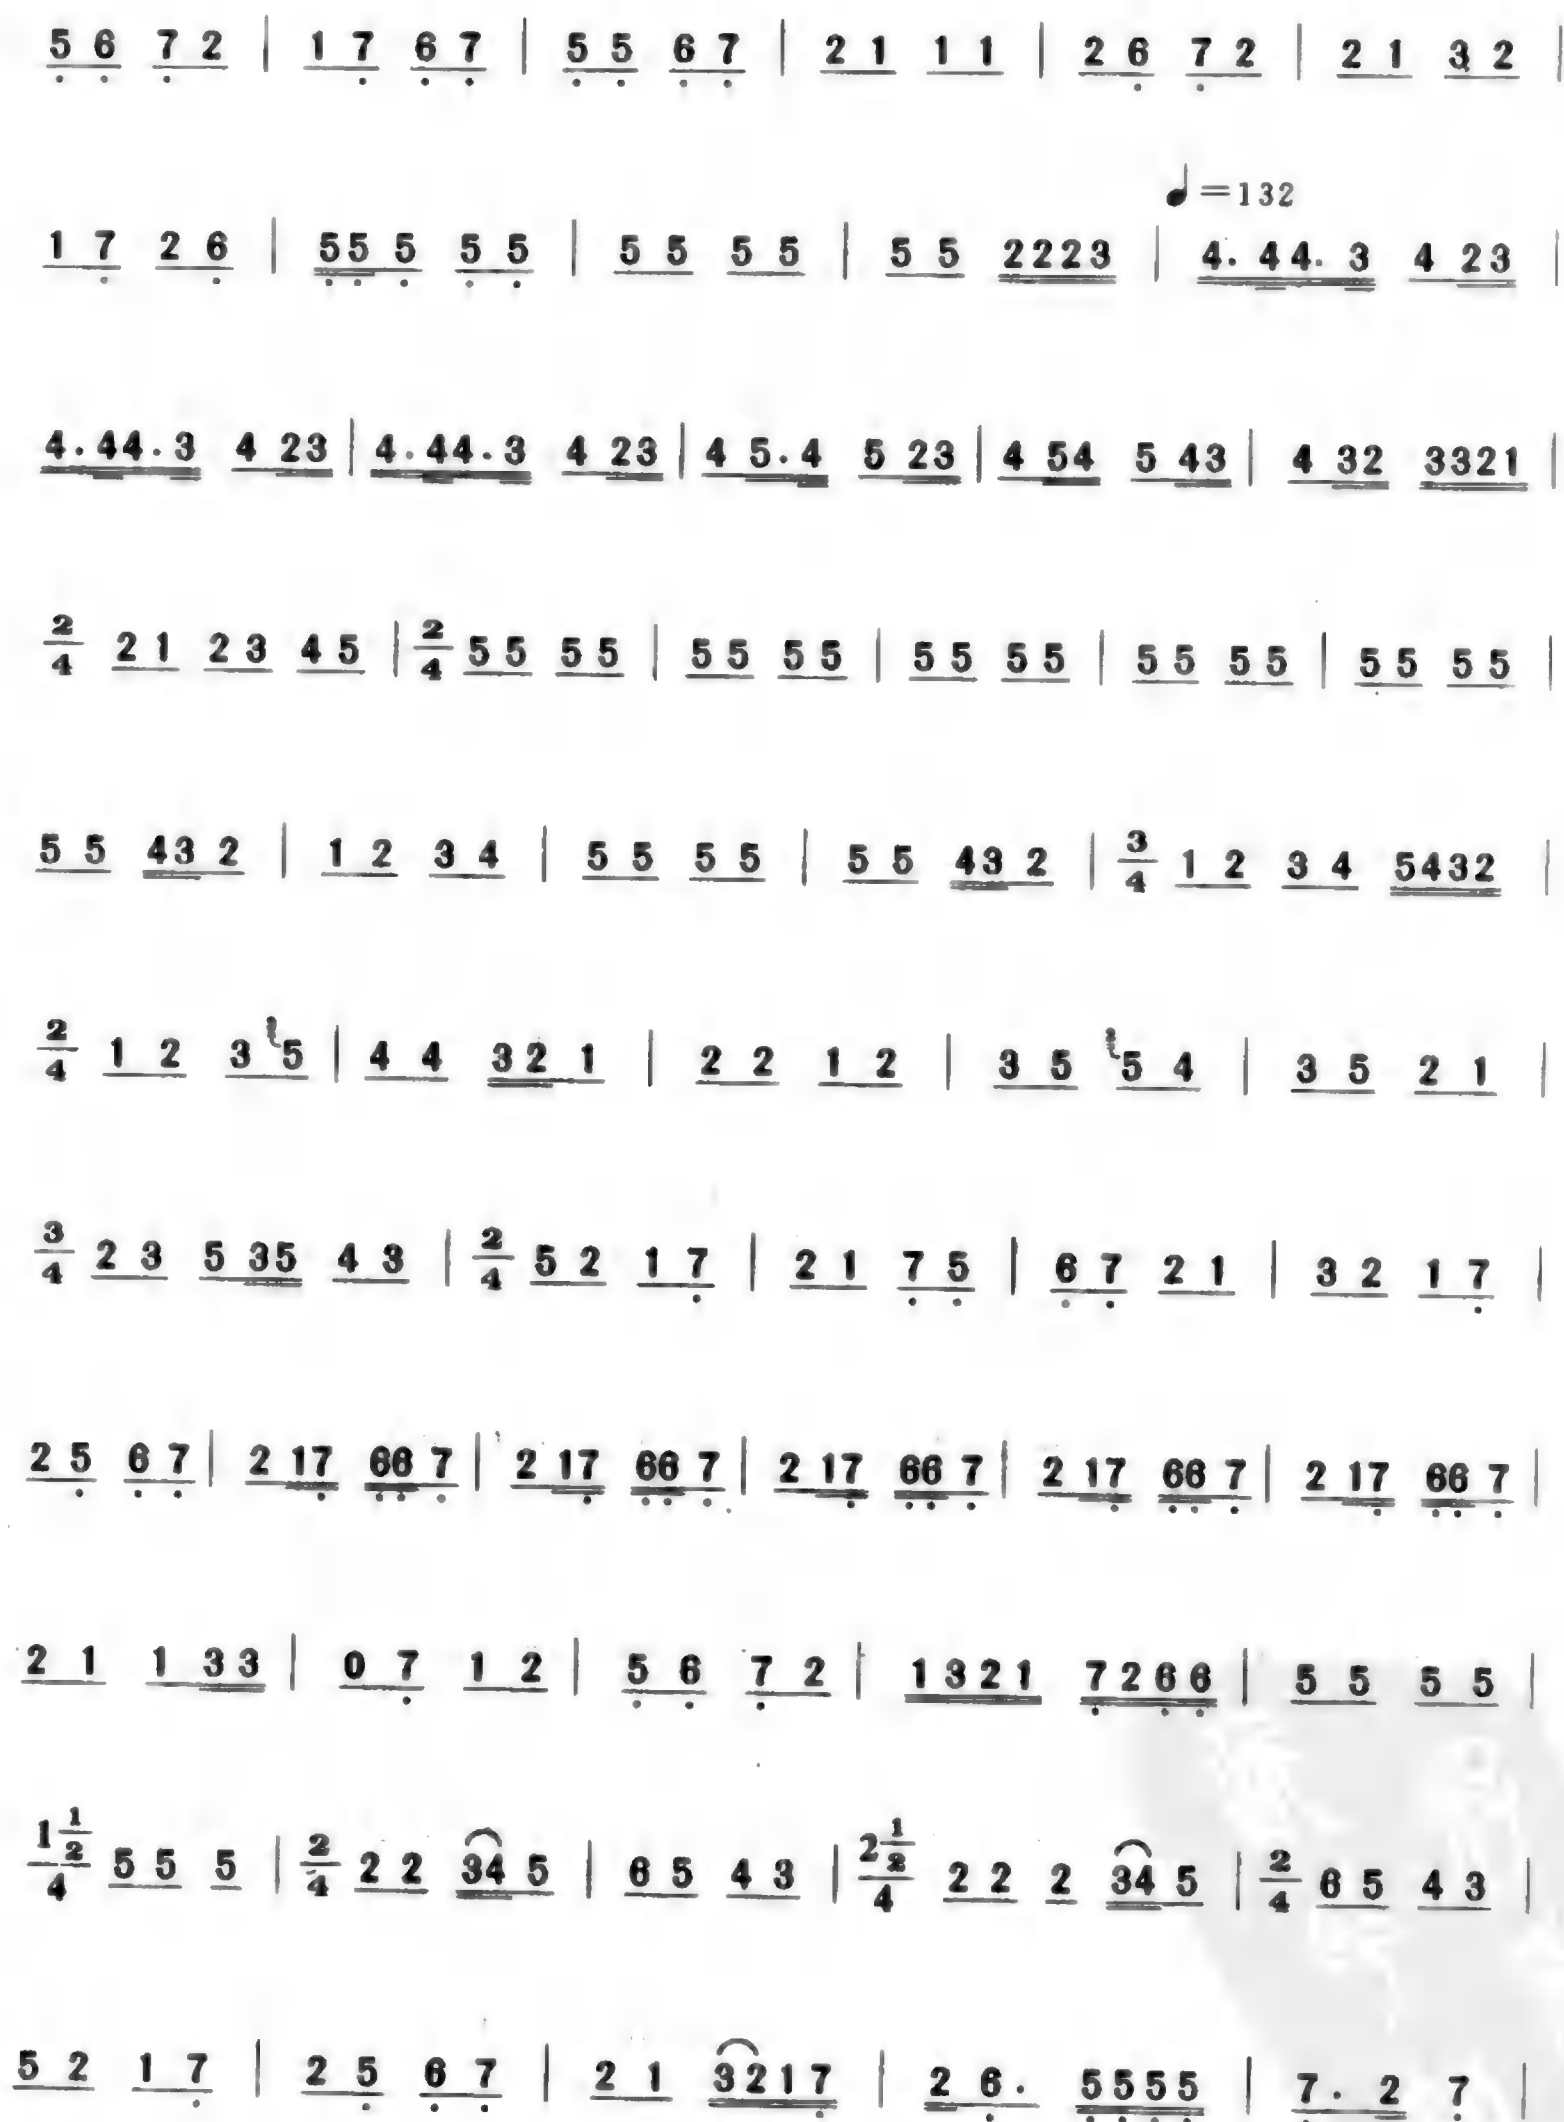 5 6 7 2 | 1 7 6 7 | 5 5 6 7 | 2 1 1 1 | 2 6 7 2 | 2 1 3 2 |
♩=132
1 7 2 6 | 55 5 5 5 | 5 5 5 5 | 5 5 2223 | 4. 44. 3 4 23 |
4.44.3 4 23 | 4.44.3 4 23 | 4 5.4 5 23 | 4 54 5 43 | 4 32 3321 |
2/4 21 23 45 | 2/4 55 55 | 55 55 | 55 55 | 55 55 | 55 55 |
5 5 43 2 | 1 2 3 4 | 5 5 5 5 | 5 5 43 2 | 3/4 1 2 3 4 5432 |
2/4 1 2 3 5 | 4 4 32 1 | 2 2 1 2 | 3 5 5 4 | 3 5 2 1 |
3/4 2 3 5 35 4 3 | 2/4 5 2 1 7 | 2 1 7 5 | 6 7 2 1 | 3 2 1 7 |
2 5 6 7 | 2 17 66 7 | 2 17 66 7 | 2 17 66 7 | 2 17 66 7 | 2 17 66 7 |
2 1 1 33 | 0 7 1 2 | 5 6 7 2 | 1321 7266 | 5 5 5 5 |
1½/4 5 5 5 | 2/4 2 2 34 5 | 6 5 4 3 | 2½/4 2 2 2 34 5 | 2/4 6 5 4 3 |
5 2 1 7 | 2 5 6 7 | 2 1 3217 | 2 6. 5555 | 7. 2 7 |